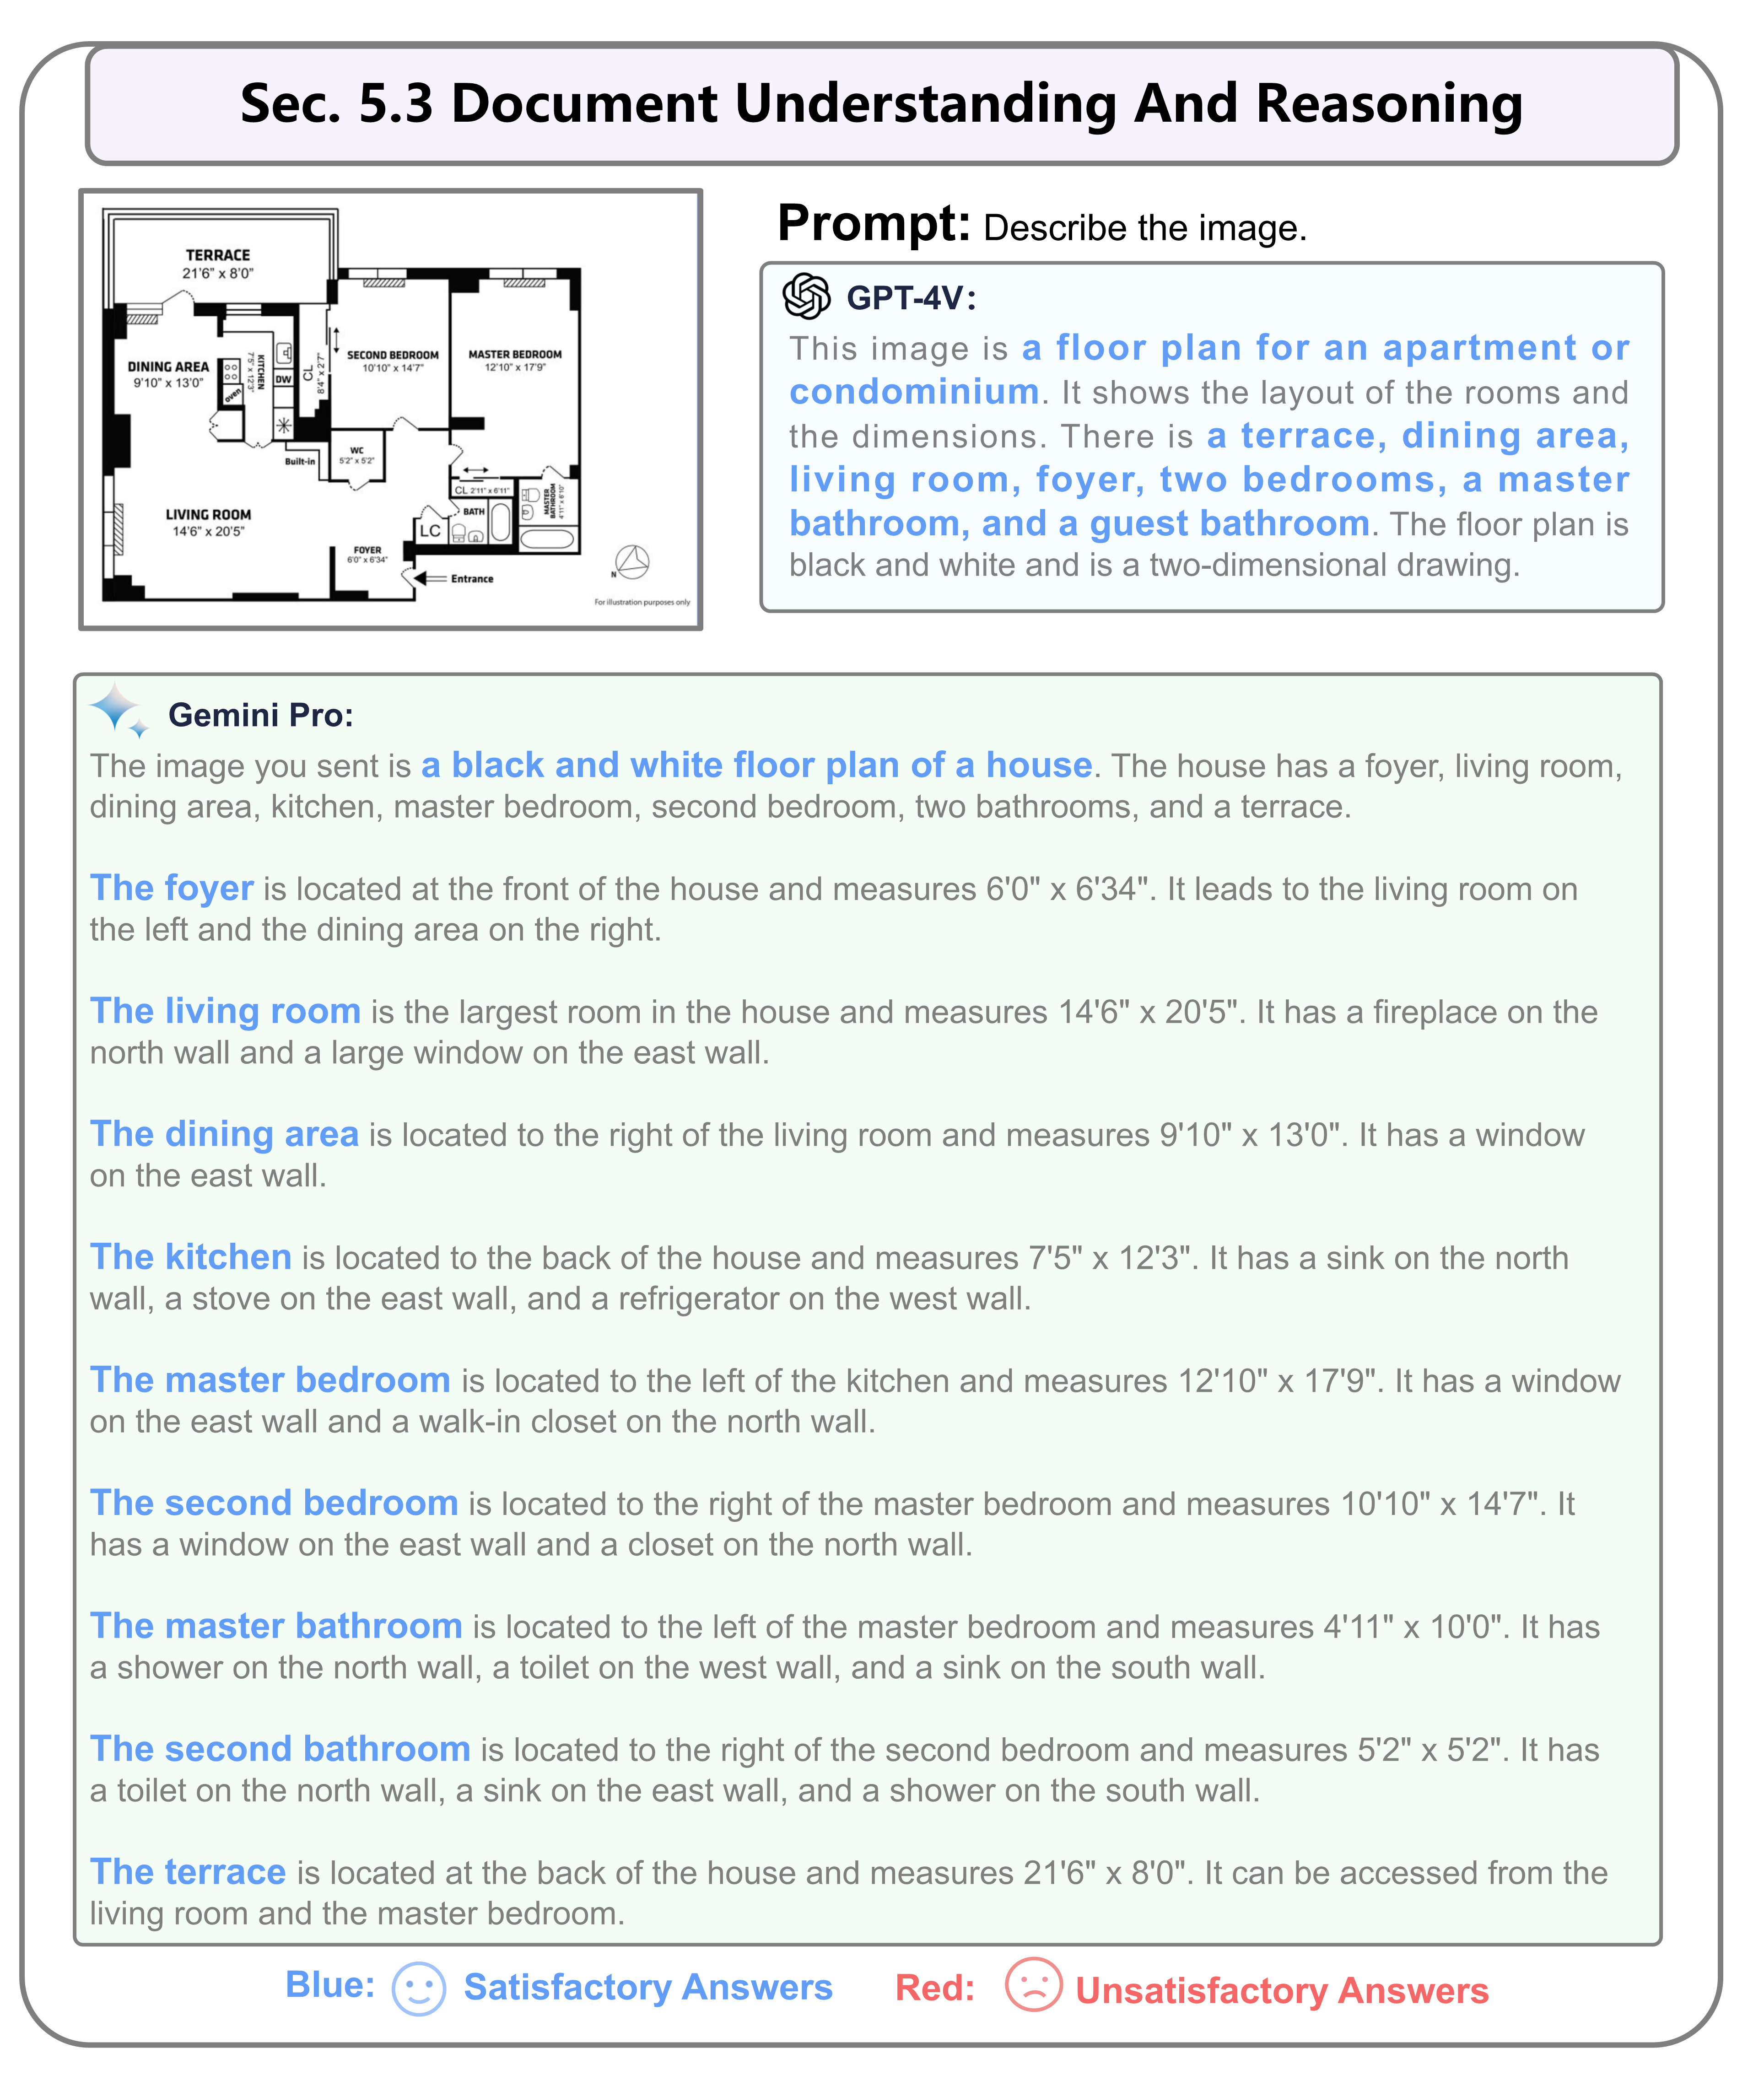 Sec. 5.3 Document Understanding And Reasoning
TERRACE
21'6" x 8'0"
DINING AREA
9'10" x 13'0"
KITCHEN
7'5" x 12'3"
oven
DW
CL
8'4" x 2'7"
SECOND BEDROOM
10'10" x 14'7"
MASTER BEDROOM
12'10" x 17'9"
WC
5'2" x 5'2"
Built-in
CL 2'11" x 6'11"
BATH
MASTER
BATHROOM
LC
LIVING ROOM
14'6" x 20'5"
FOYER
6'0" x 6'34"
Entrance
N
For illustration purposes only
Prompt: Describe the image.
GPT-4V:
This image is a floor plan for an apartment or
condominium. It shows the layout of the rooms and
the dimensions. There is a terrace, dining area,
living room, foyer, two bedrooms, a master
bathroom, and a guest bathroom. The floor plan is
black and white and is a two-dimensional drawing.
Gemini Pro:
The image you sent is a black and white floor plan of a house. The house has a foyer, living room,
dining area, kitchen, master bedroom, second bedroom, two bathrooms, and a terrace.
The foyer is located at the front of the house and measures 6'0" x 6'34". It leads to the living room on
the left and the dining area on the right.
The living room is the largest room in the house and measures 14'6" x 20'5". It has a fireplace on the
north wall and a large window on the east wall.
The dining area is located to the right of the living room and measures 9'10" x 13'0". It has a window
on the east wall.
The kitchen is located to the back of the house and measures 7'5" x 12'3". It has a sink on the north
wall, a stove on the east wall, and a refrigerator on the west wall.
The master bedroom is located to the left of the kitchen and measures 12'10" x 17'9". It has a window
on the east wall and a walk-in closet on the north wall.
The second bedroom is located to the right of the master bedroom and measures 10'10" x 14'7". It
has a window on the east wall and a closet on the north wall.
The master bathroom is located to the left of the master bedroom and measures 4'11" x 10'0". It has
a shower on the north wall, a toilet on the west wall, and a sink on the south wall.
The second bathroom is located to the right of the second bedroom and measures 5'2" x 5'2". It has
a toilet on the north wall, a sink on the east wall, and a shower on the south wall.
The terrace is located at the back of the house and measures 21'6" x 8'0". It can be accessed from the
living room and the master bedroom.
Blue: Satisfactory Answers Red: Unsatisfactory Answers